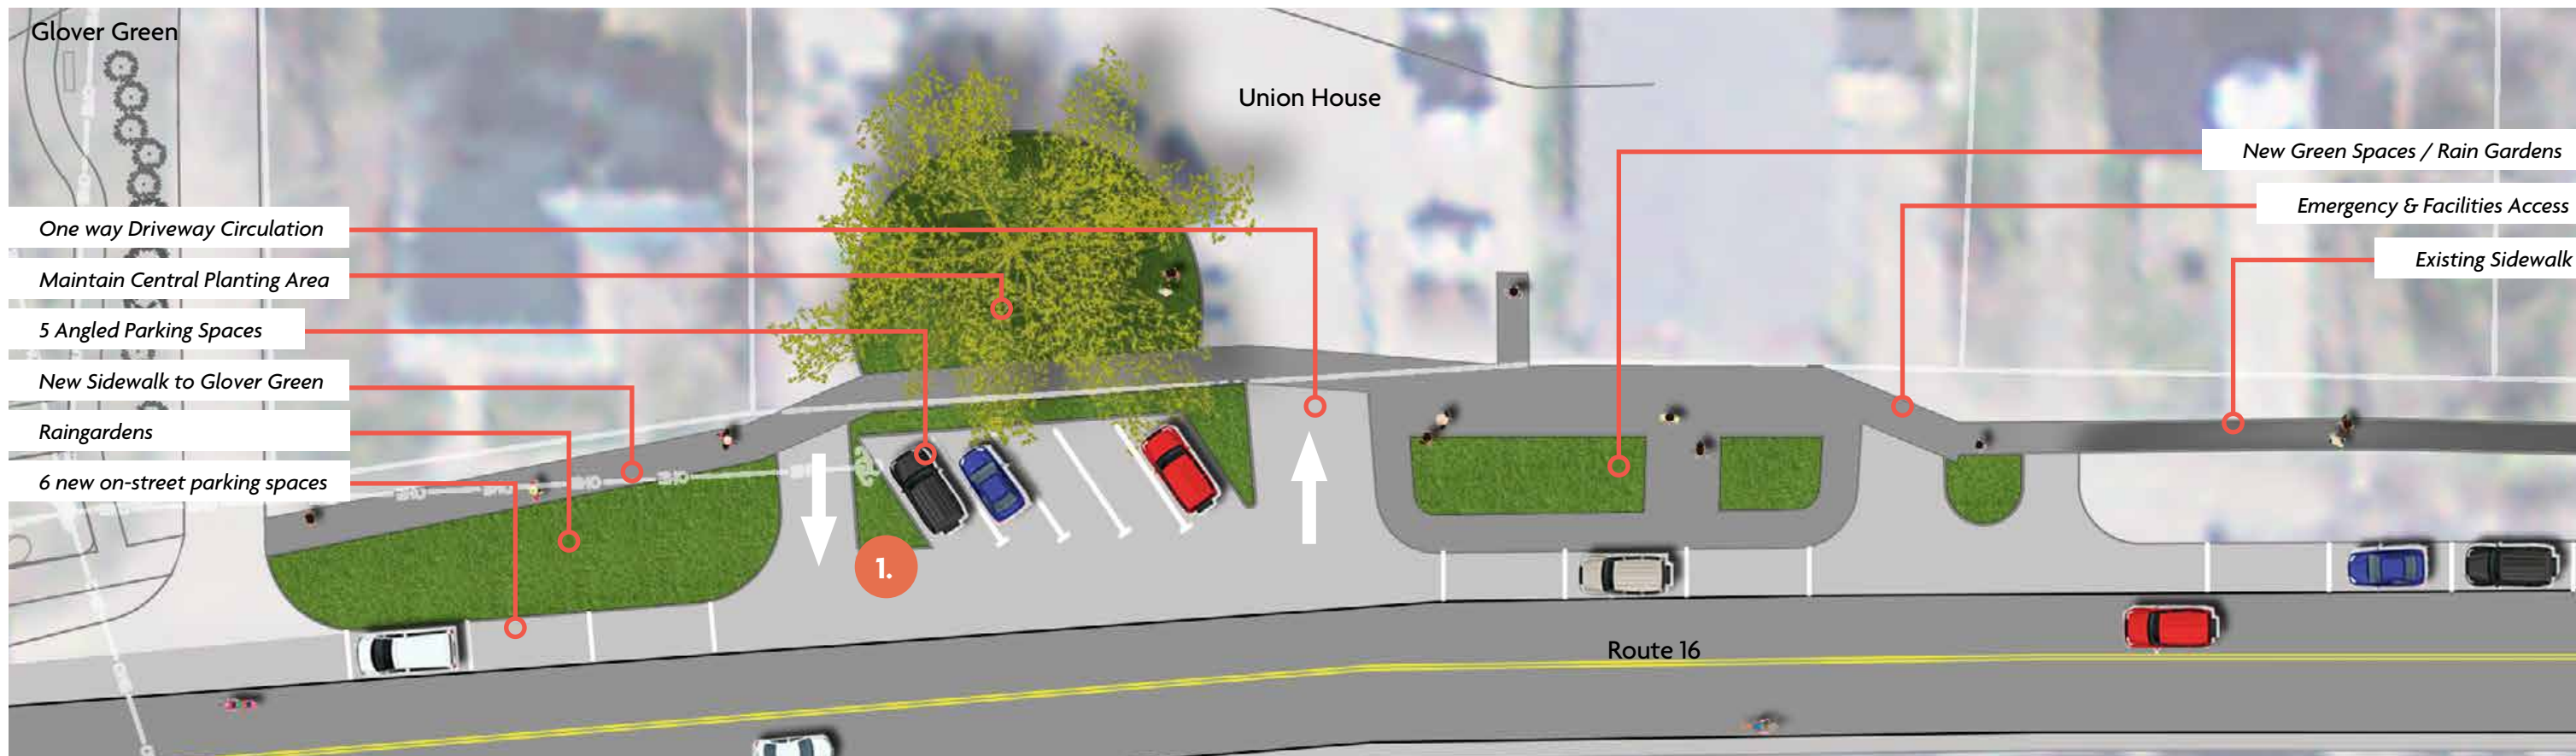 Glover Green
Union House
New Green Spaces / Rain Gardens
Emergency & Facilities Access
Existing Sidewalk
One way Driveway Circulation
Maintain Central Planting Area
5 Angled Parking Spaces
New Sidewalk to Glover Green
Raingardens
6 new on-street parking spaces
1.
Route 16